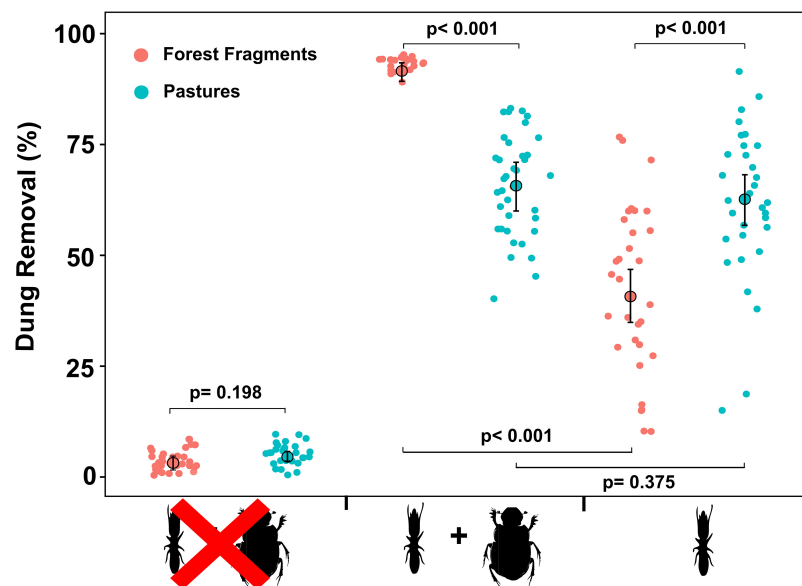 100
75
50
25
0
Dung Removal (%)
Forest Fragments
Pastures
p< 0.001
p< 0.001
p= 0.198
p< 0.001
p= 0.375
+